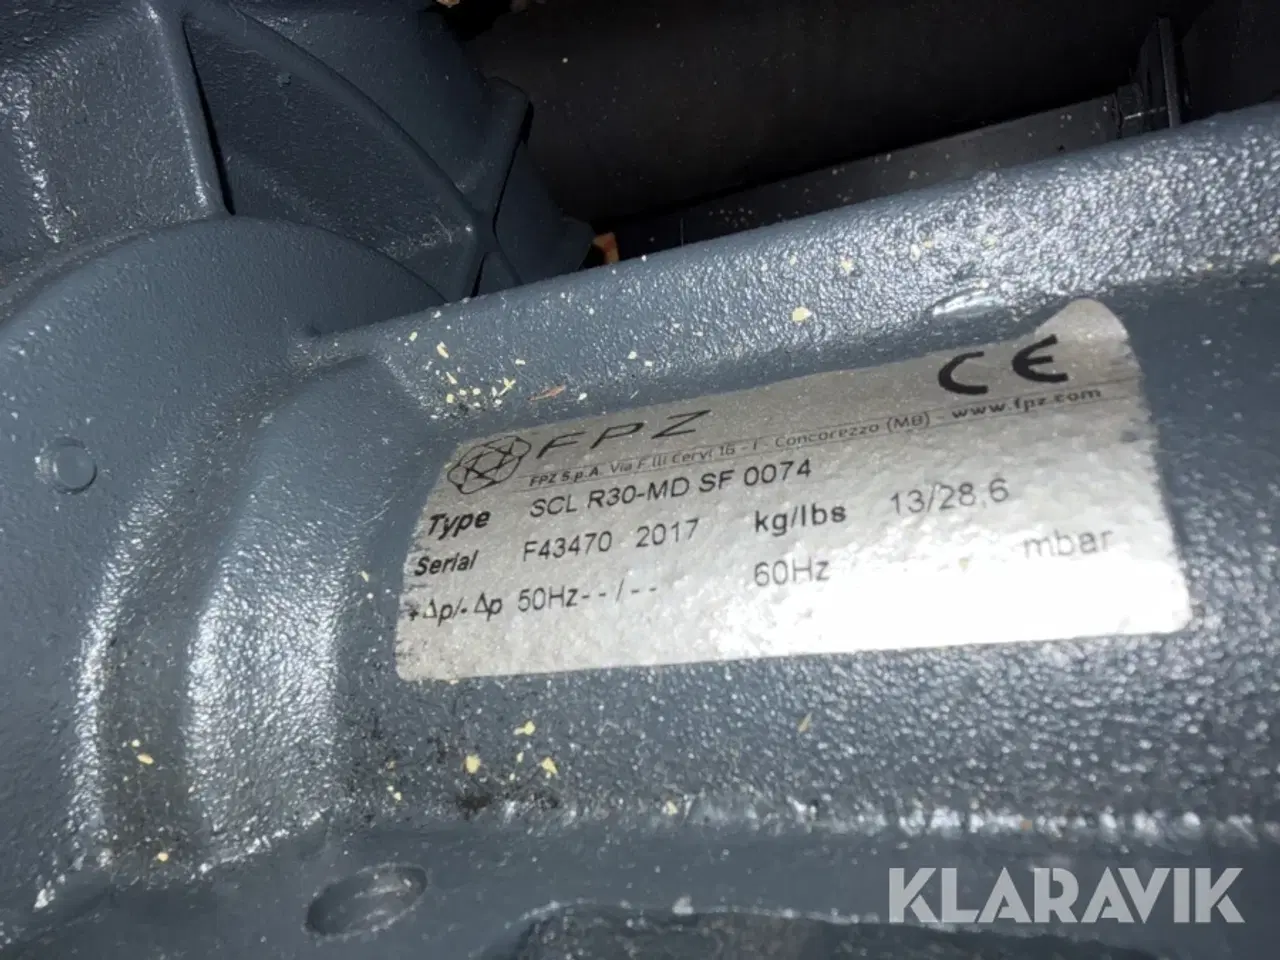 CE
FPZ
FPZ S.p.A. Via F.lli Cervi 16 - I - Concorezzo (MB) - www.fpz.com
Type SCL R30-MD SF 0074
Serial F43470 2017 kg/lbs 13/28,6
+Δp/-Δp 50Hz--/-- 60Hz mbar
KLARAVIK